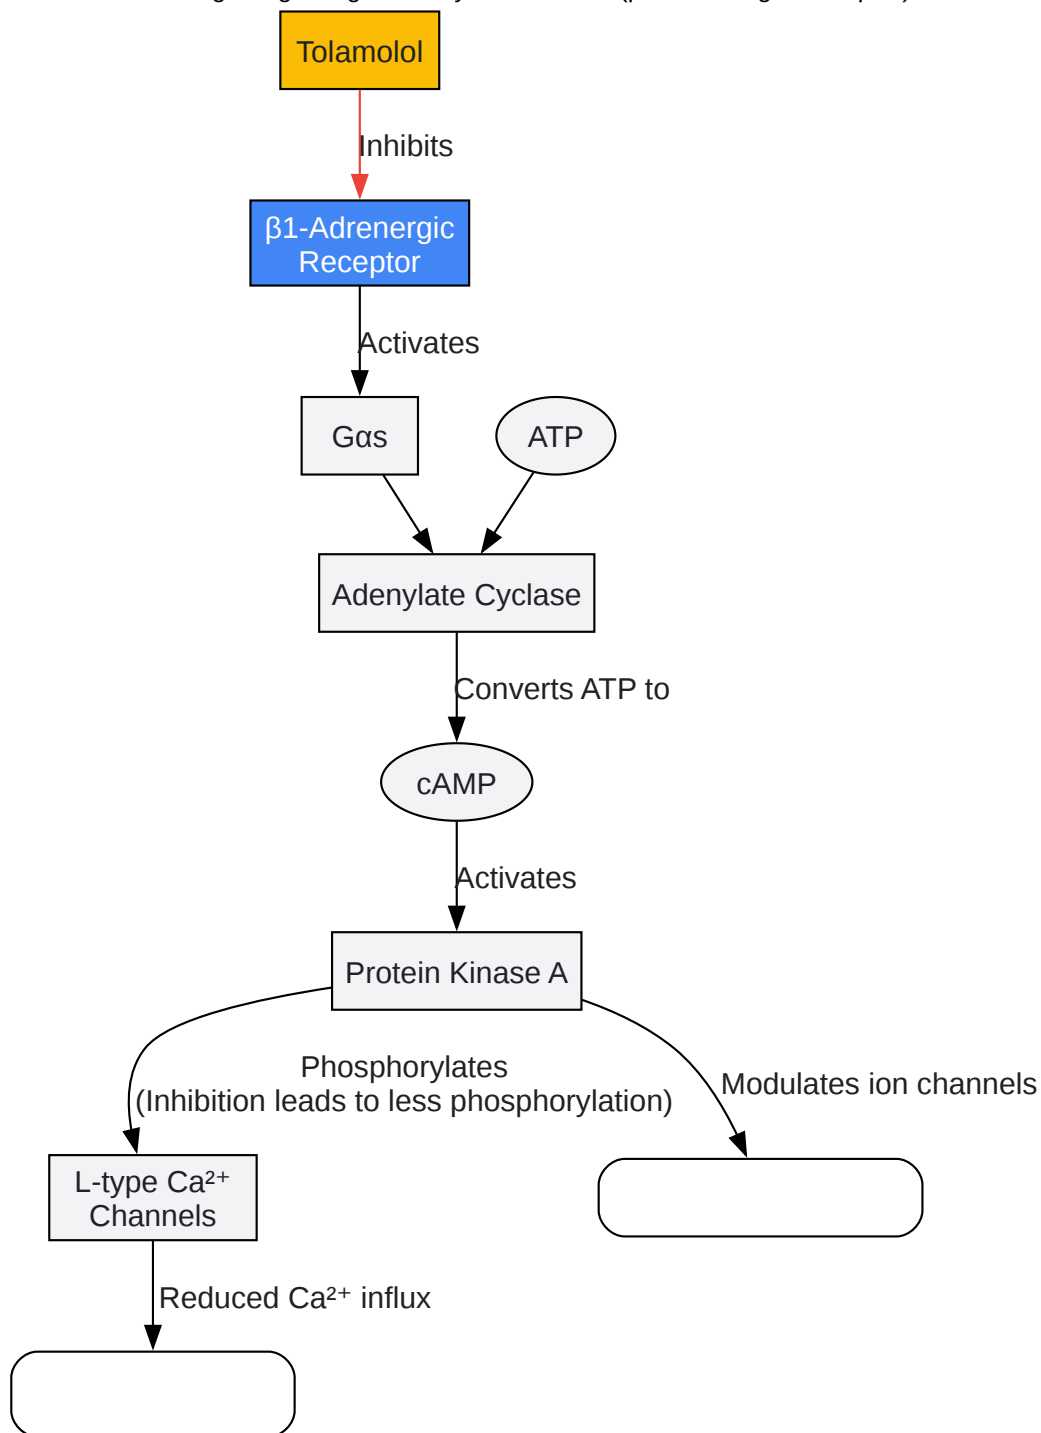 Tolamolol
Inhibits
β1-Adrenergic
Receptor
Activates
Gαs
ATP
Adenylate Cyclase
Converts ATP to
cAMP
Activates
Protein Kinase A
Phosphorylates
(Inhibition leads to less phosphorylation)
Modulates ion channels
L-type Ca²⁺
Channels
Reduced Ca²⁺ influx